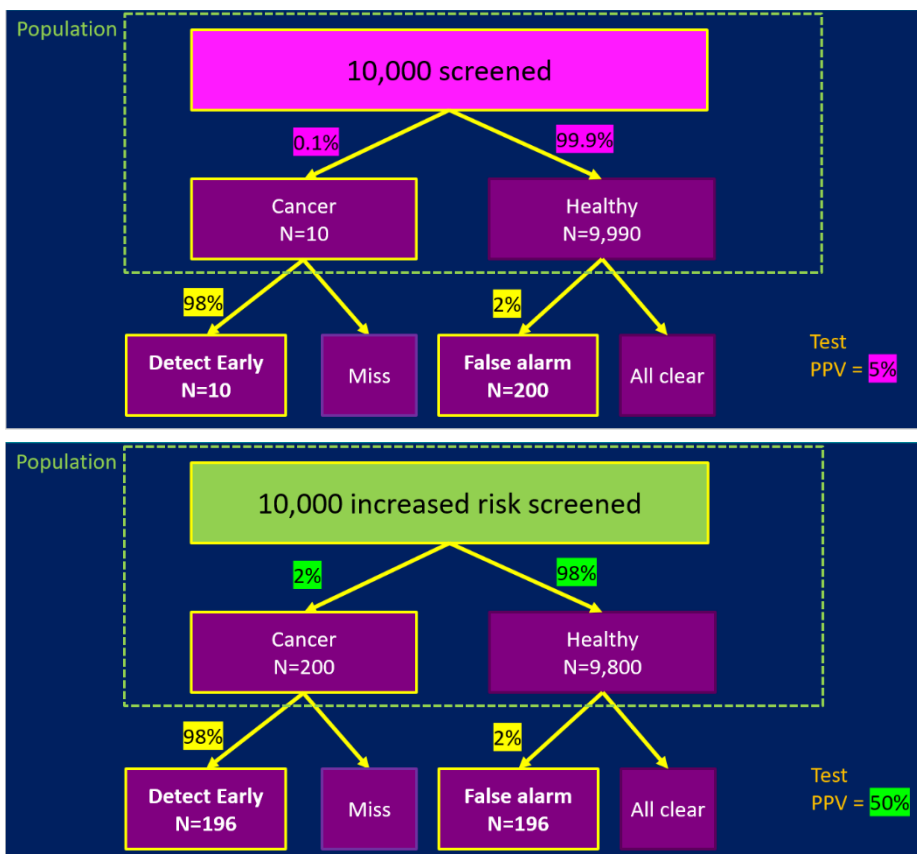 Population
10,000 screened
0.1%
99.9%
Cancer
N=10
Healthy
N=9,990
98%
2%
Detect Early
N=10
Miss
False alarm
N=200
All clear
Test
PPV = 5%
Population
10,000 increased risk screened
2%
98%
Cancer
N=200
Healthy
N=9,800
98%
2%
Detect Early
N=196
Miss
False alarm
N=196
All clear
Test
PPV = 50%